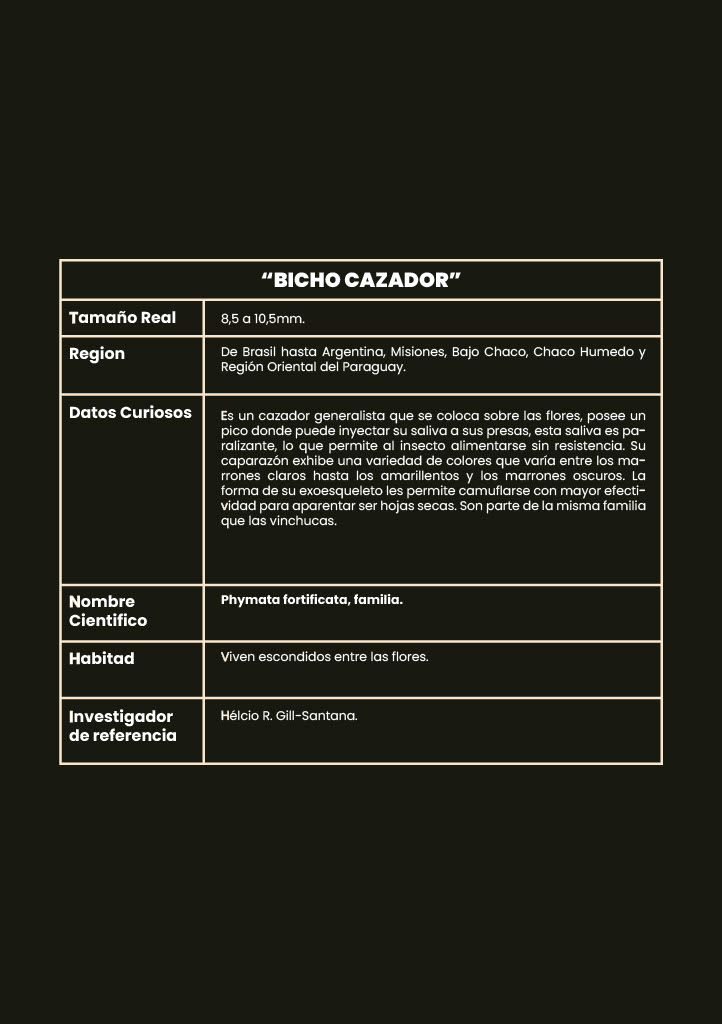 “BICHO CAZADOR”
Tamaño Real
8,5 a 10,5mm.
Region
De Brasil hasta Argentina, Misiones, Bajo Chaco, Chaco Humedo y
Región Oriental del Paraguay.
Datos Curiosos
Es un cazador generalista que se coloca sobre las flores, posee un
pico donde puede inyectar su saliva a sus presas, esta saliva es pa-
ralizante, lo que permite al insecto alimentarse sin resistencia. Su
caparazón exhibe una variedad de colores que varía entre los ma-
rrones claros hasta los amarillentos y los marrones oscuros. La
forma de su exoesqueleto les permite camuflarse con mayor efecti-
vidad para aparentar ser hojas secas. Son parte de la misma familia
que las vinchucas.
Nombre
Cientifico
Phymata fortificata, familia.
Habitad
Viven escondidos entre las flores.
Investigador
de referencia
Hélcio R. Gill-Santana.